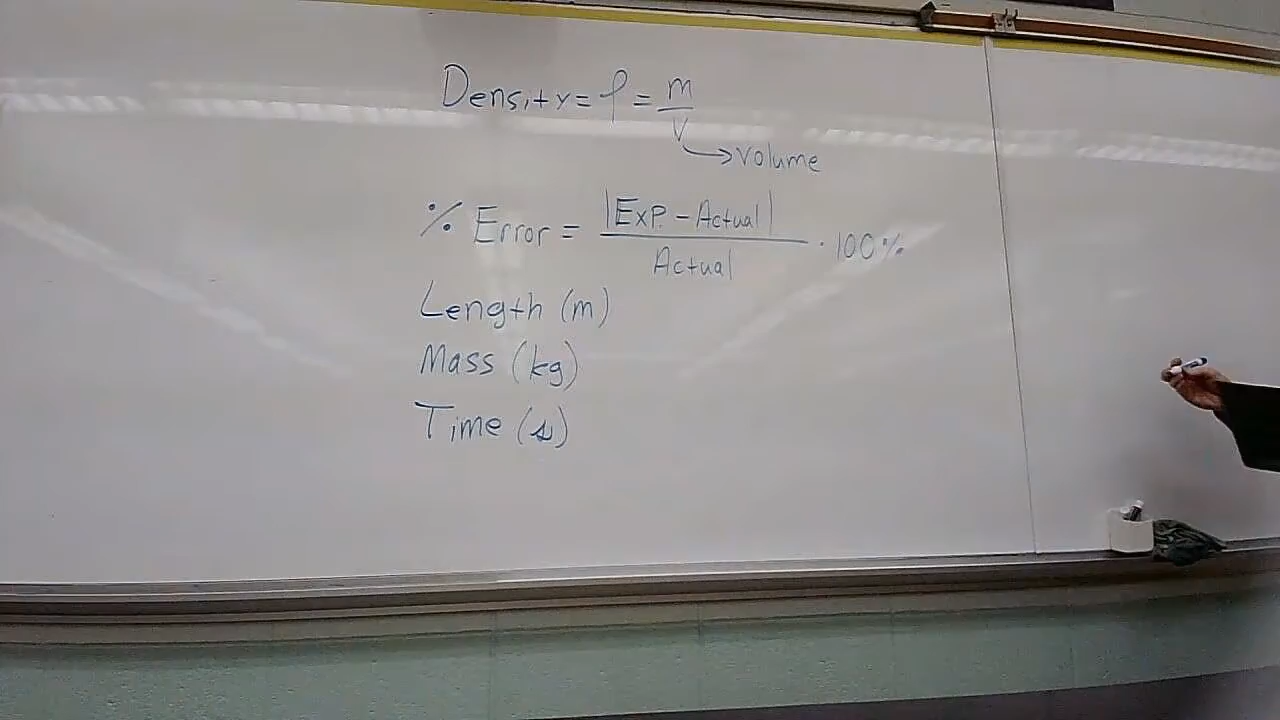 Density = ρ = m/V
→ volume
% Error = |Exp. - Actual| / Actual · 100%
Length (m)
Mass (kg)
Time (s)